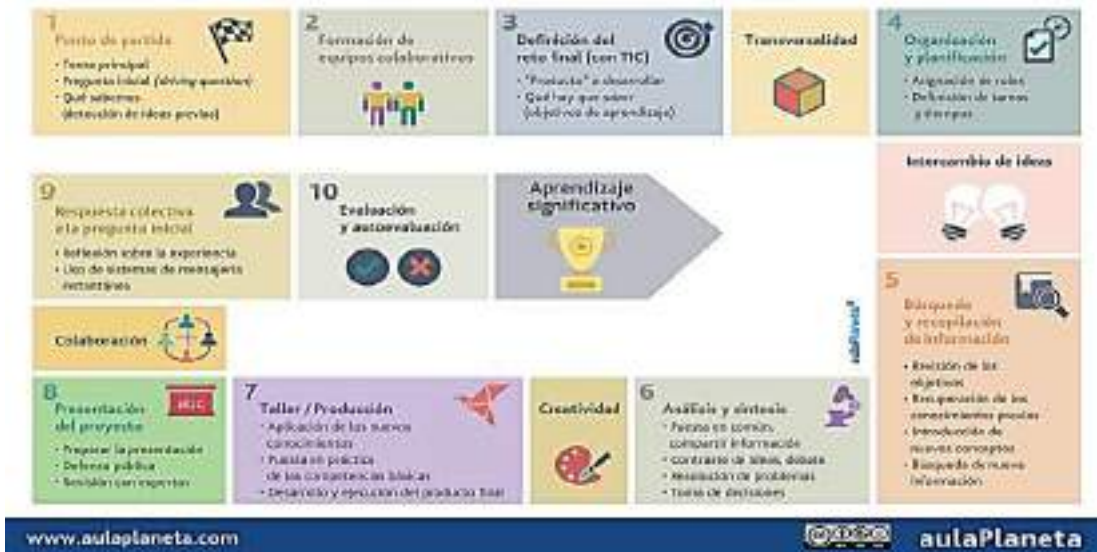 1
Punto de partida
• Tema principal
• Pregunta inicial (driving question)
• Qué sabemos
(detección de ideas previas)
2
Formación de
equipos colaborativos
3
Definición del
reto final (con TIC)
• "Producto" a desarrollar
• Qué hay que saber
(objetivos de aprendizaje)
Transversalidad
4
Organización
y planificación
• Asignación de roles
• Definición de tareas
y tiempos
Intercambio de ideas
5
Búsqueda
y recopilación
de información
• Revisión de los
objetivos
• Recuperación de los
conocimientos previos
• Introducción de
nuevos conceptos
• Búsqueda de nueva
información
6
Análisis y síntesis
• Puesta en común,
compartir información
• Contraste de ideas, debate
• Resolución de problemas
• Toma de decisiones
Creatividad
7
Taller / Producción
• Aplicación de los nuevos
conocimientos
• Puesta en práctica
de las competencias básicas
• Desarrollo y ejecución del producto final
8
Presentación
del proyecto
• Preparar la presentación
• Defensa pública
• Revisión con expertos
Colaboración
9
Respuesta colectiva
a la pregunta inicial
• Reflexión sobre la experiencia
• Uso de sistemas de mensajería
instantánea
10
Evaluación
y autoevaluación
Aprendizaje
significativo
www.aulaplaneta.com
aulaPlaneta